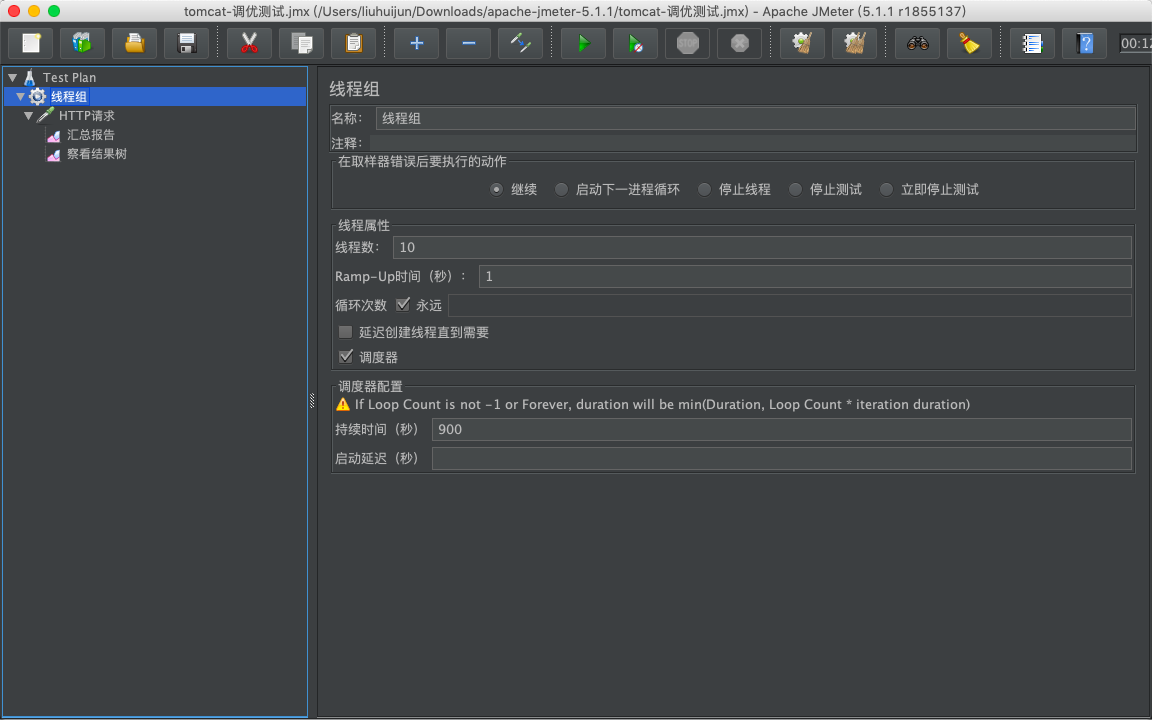 tomcat-调优测试.jmx (/Users/liuhuijun/Downloads/apache-jmeter-5.1.1/tomcat-调优测试.jmx) - Apache JMeter (5.1.1 r1855137)
STOP
?
00:12
Test Plan
线程组
HTTP请求
汇总报告
察看结果树
线程组
名称： 线程组
注释：
在取样器错误后要执行的动作
继续 启动下一进程循环 停止线程 停止测试 立即停止测试
线程属性
线程数： 10
Ramp-Up时间（秒）： 1
循环次数 永远
延迟创建线程直到需要
调度器
调度器配置
If Loop Count is not -1 or Forever, duration will be min(Duration, Loop Count * iteration duration)
持续时间（秒） 900
启动延迟（秒）